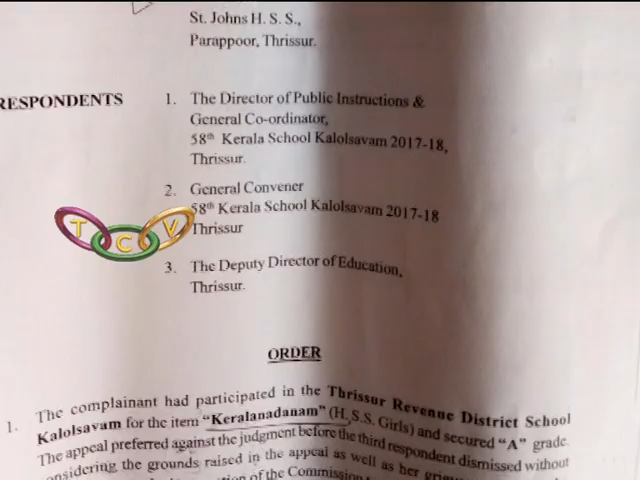 St. Johns H. S. S.,
Parappoor, Thrissur.
RESPONDENTS
1. The Director of Public Instructions &
General Co-ordinator,
58th Kerala School Kalolsavam 2017-18,
Thrissur.
2. General Convener
58th Kerala School Kalolsavam 2017-18
Thrissur
TCV
3. The Deputy Director of Education,
Thrissur.
ORDER
1. The complainant had participated in the Thrissur Revenue District School
Kalolsavam for the item "Keralanadanam" (H.S.S. Girls) and secured "A" grade.
The appeal preferred against the judgment before the third respondent dismissed without
considering the grounds raised in the appeal as well as her
of the Commission